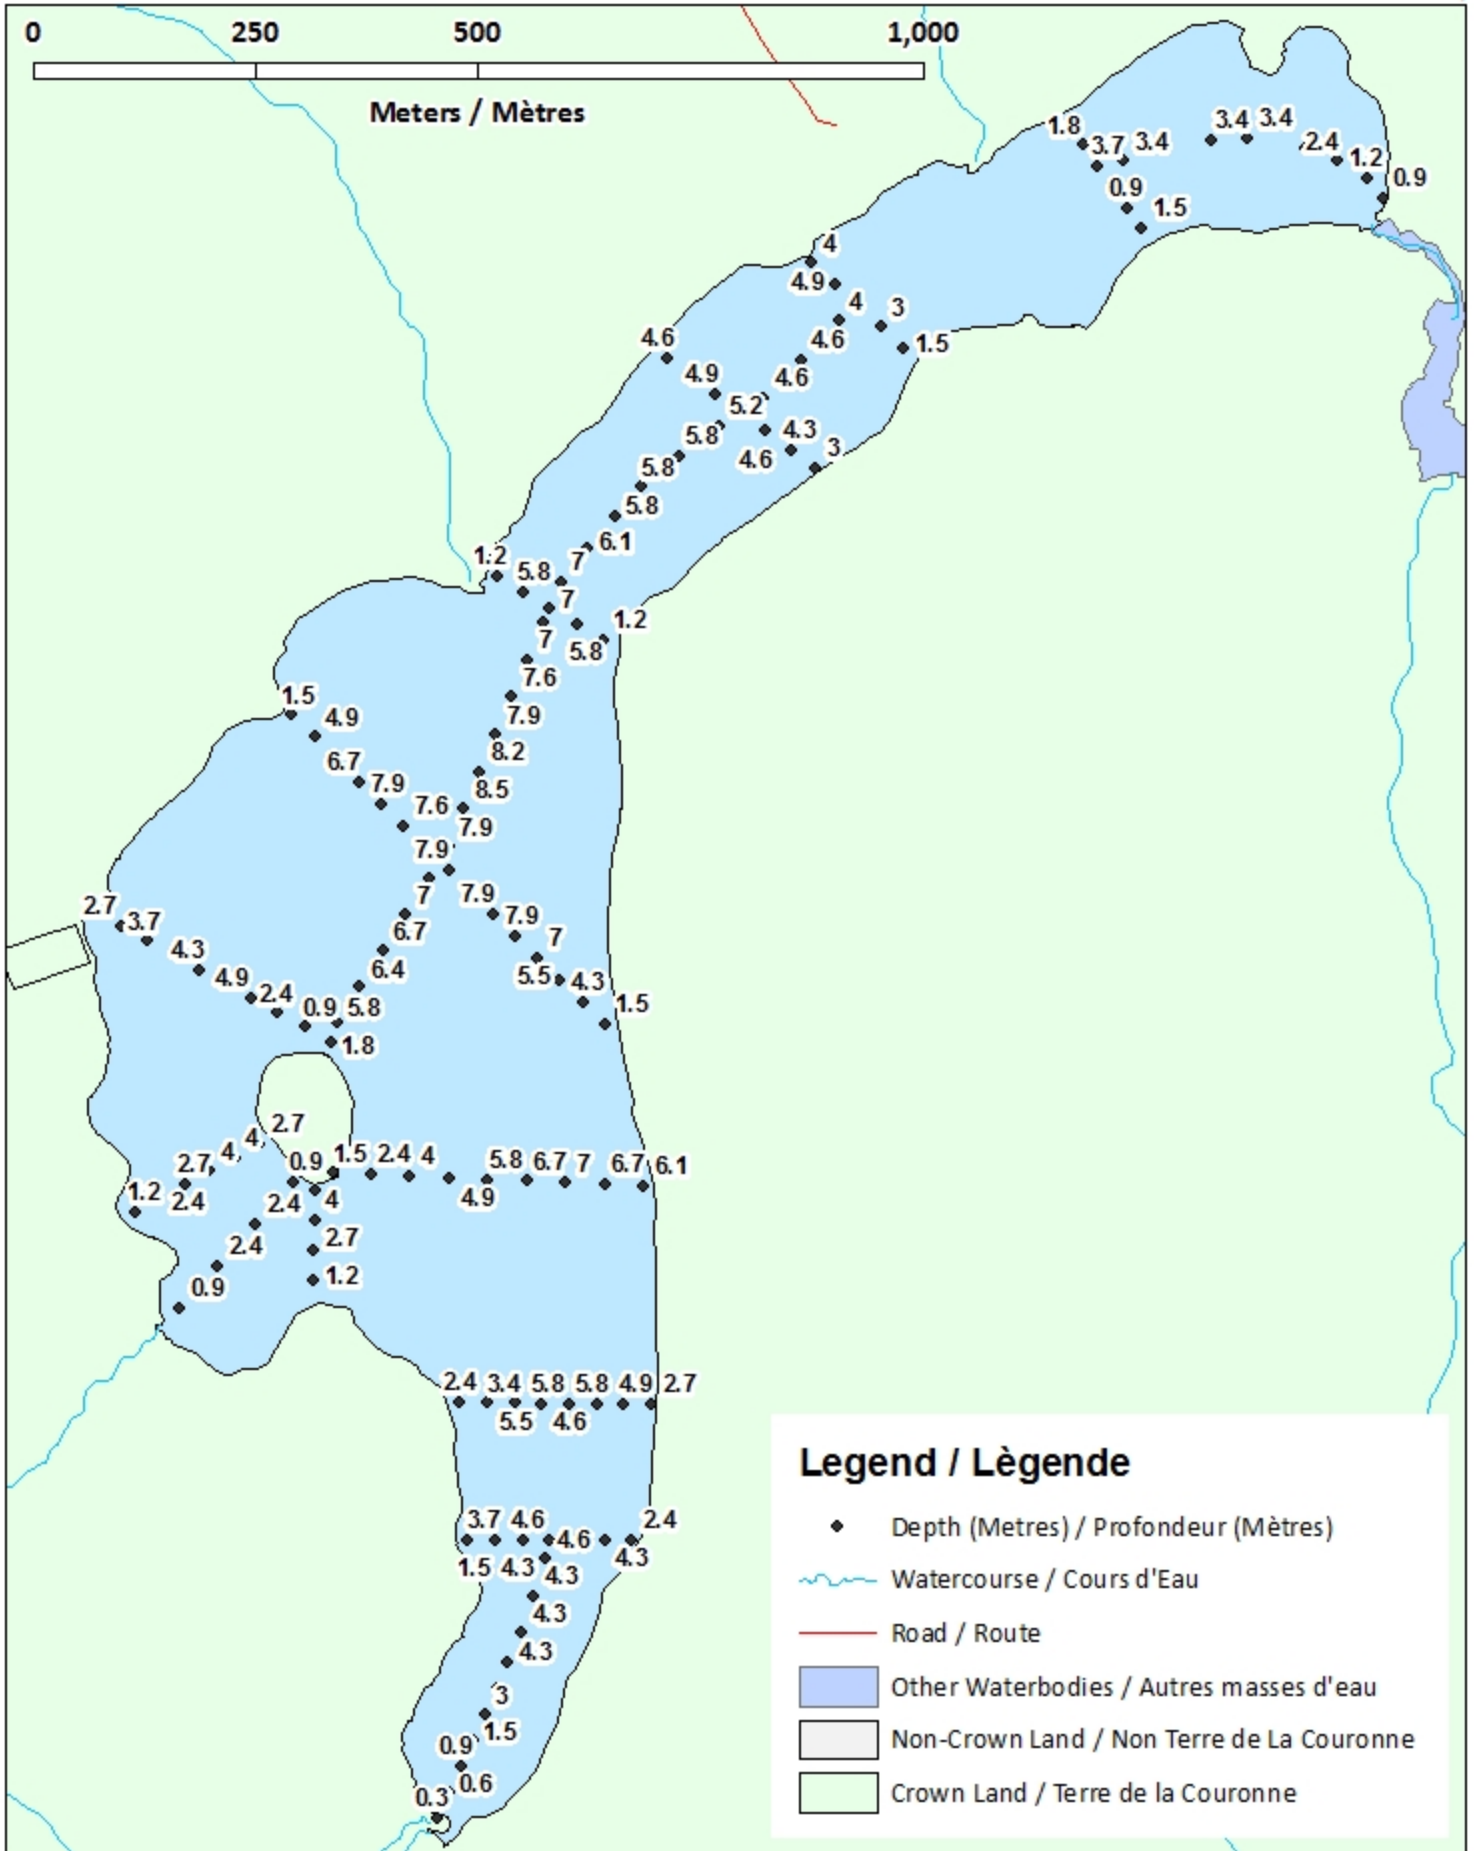 0 250 500 1,000
Meters / Mètres
1.8 3.7 3.4 3.4 3.4 2.4 1.2 0.9
0.9 1.5
4
4.9
4 3
4.6 4.6 1.5
4.9 4.6
5.2
5.8 4.3 3
5.8 4.6
5.8
6.1
1.2 5.8 7
7
1.2
7 5.8
7.6
1.5 4.9 7.9
6.7 8.2
7.9 7.6 8.5
7.9
7.9
7 7.9
2.7 3.7 6.7 7.9 7
4.3 6.4
4.9 2.4 0.9 5.8 5.5 4.3 1.5
1.8
2.7
4
2.7 4 0.9 1.5 2.4 4 5.8 6.7 7 6.7 6.1
1.2 2.4 2.4 4 4.9
2.4 2.7
0.9 1.2
2.4 3.4 5.8 5.8 4.9 2.7
5.5 4.6
3.7 4.6 4.6 2.4
1.5 4.3 4.3 4.3
4.3
4.3
3
1.5
0.9
0.6
0.3
Legend / Lègende
Depth (Metres) / Profondeur (Mètres)
Watercourse / Cours d'Eau
Road / Route
Other Waterbodies / Autres masses d'eau
Non-Crown Land / Non Terre de La Couronne
Crown Land / Terre de la Couronne